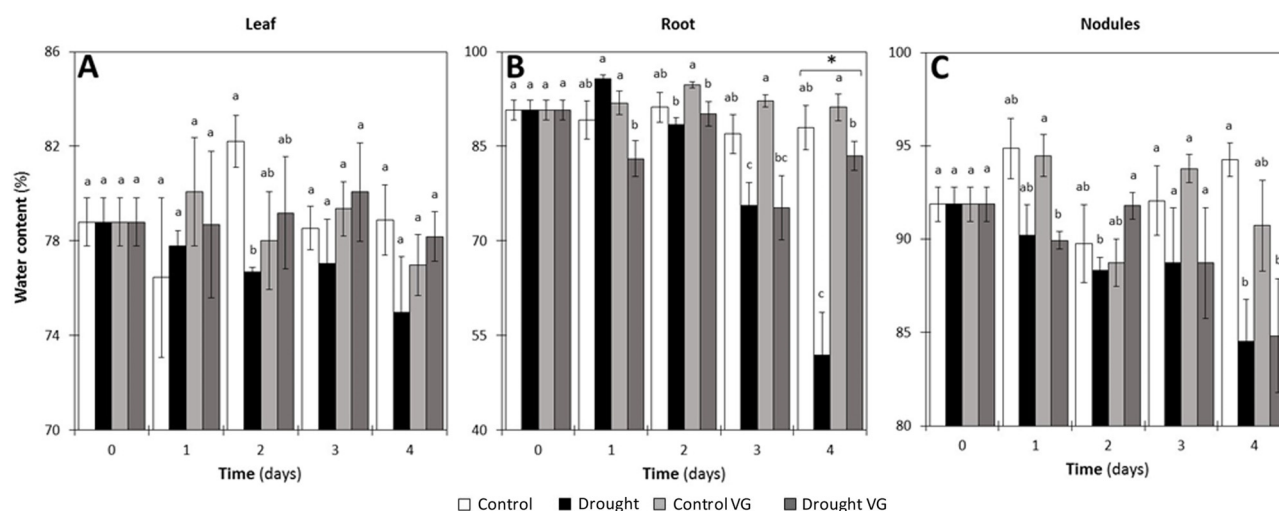 Leaf
Root
Nodules
A
B
C
Water content (%)
86
82
78
74
70
a a a a
a a a a
a b a ab
a a a a
a a a a
0 1 2 3 4
Time (days)
100
85
70
55
40
a a a a
ab a a b
ab b a b
ab c a bc
*
ab c a b
0 1 2 3 4
Time (days)
100
95
90
85
80
a a a a
ab ab a b
ab b ab a
a a a a
a b ab b
0 1 2 3 4
Time (days)
Control Drought Control VG Drought VG